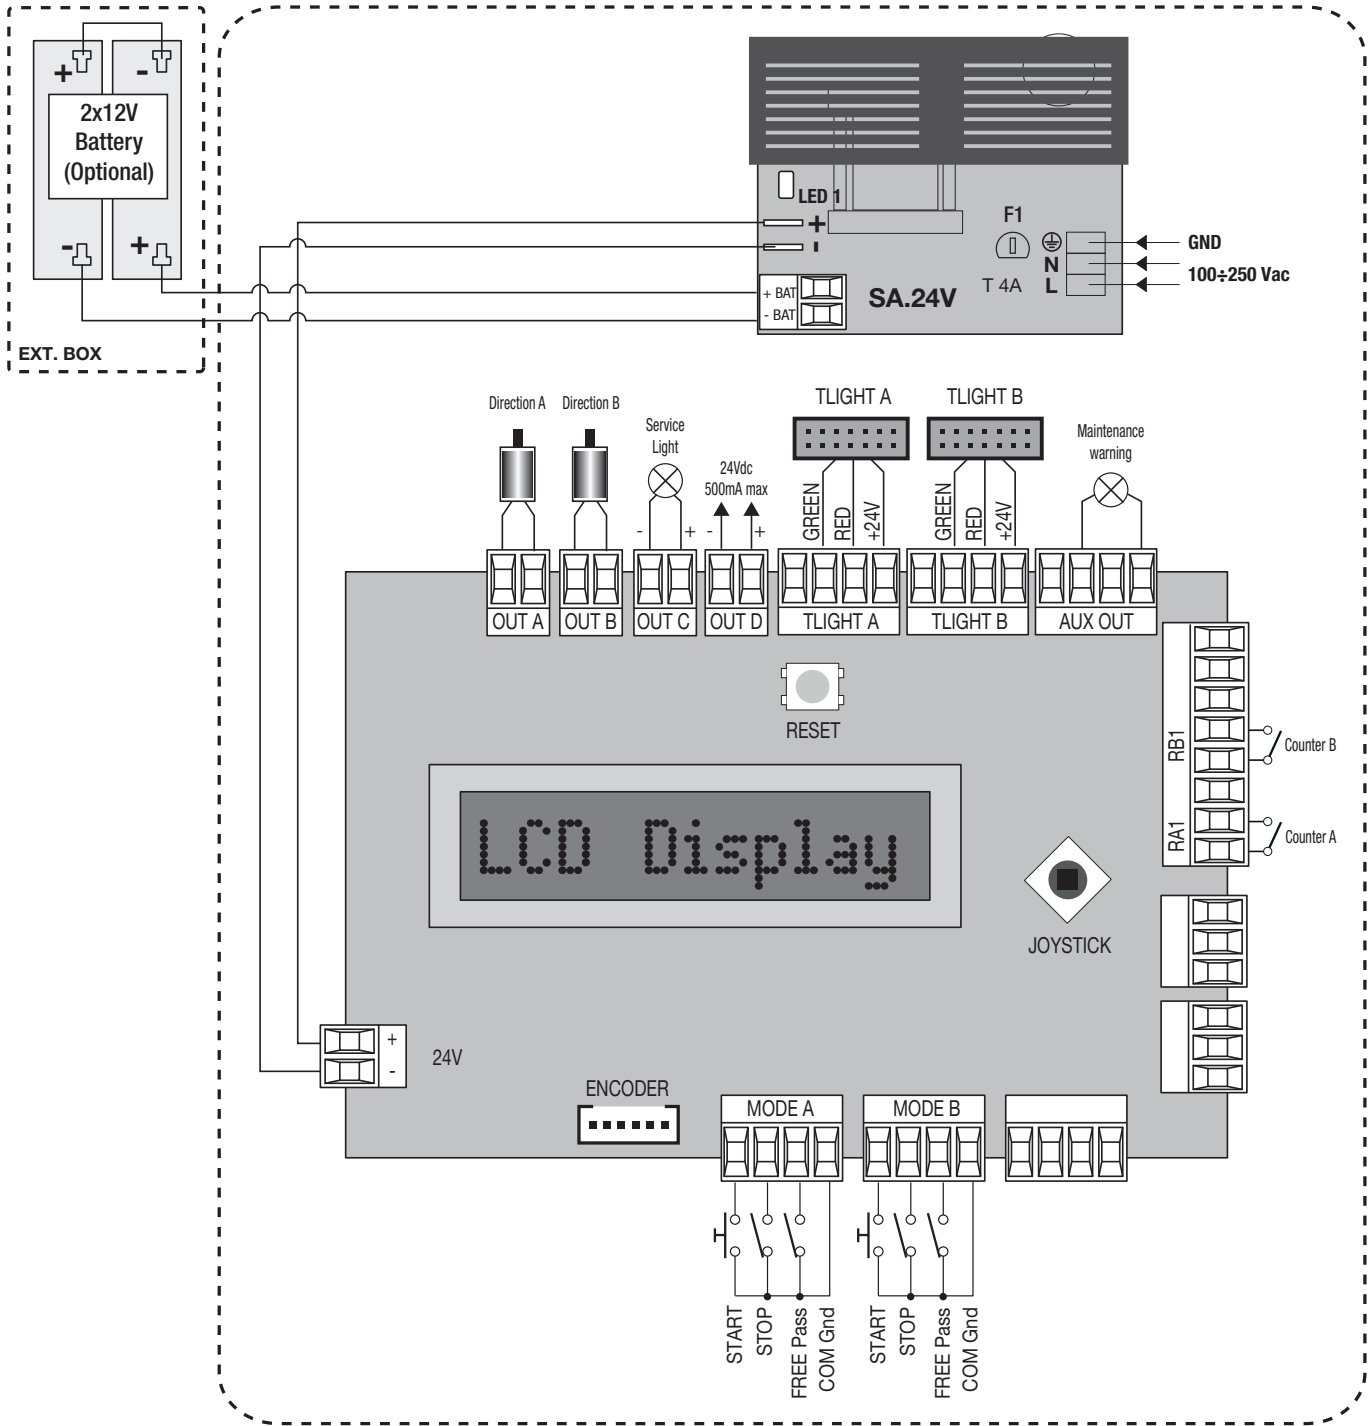 + -
2x12V
Battery
(Optional)
- +
EXT. BOX
LED 1
+
-
+ BAT
- BAT
SA.24V
F1
T 4A
N
L
GND
100÷250 Vac
Direction A
Direction B
Service
Light
- +
24Vdc
500mA max
- +
TLIGHT A
GREEN
RED
+24V
TLIGHT B
GREEN
RED
+24V
Maintenance
warning
OUT A
OUT B
OUT C
OUT D
TLIGHT A
TLIGHT B
AUX OUT
RESET
RB1
Counter B
RA1
Counter A
LCD Display
JOYSTICK
+
-
24V
ENCODER
MODE A
MODE B
START
STOP
FREE Pass
COM Gnd
START
STOP
FREE Pass
COM Gnd